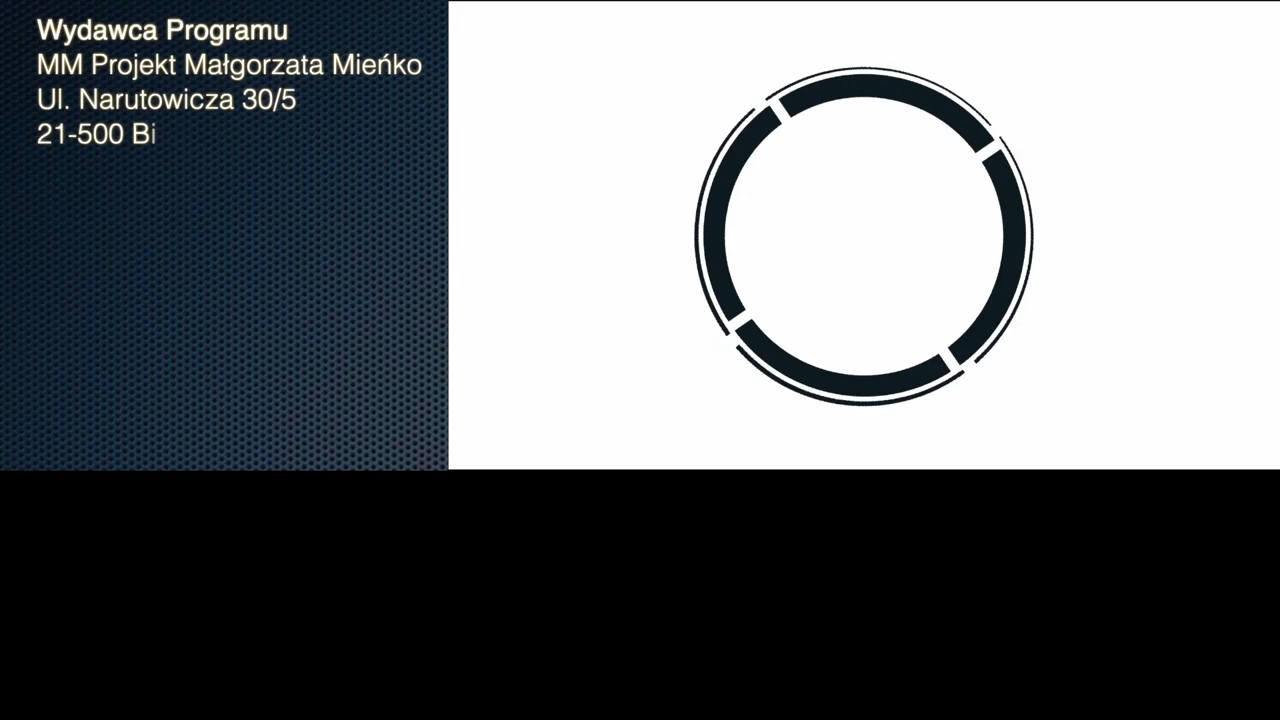 Wydawca Programu
MM Projekt Małgorzata Mieńko
Ul. Narutowicza 30/5
21-500 Bi